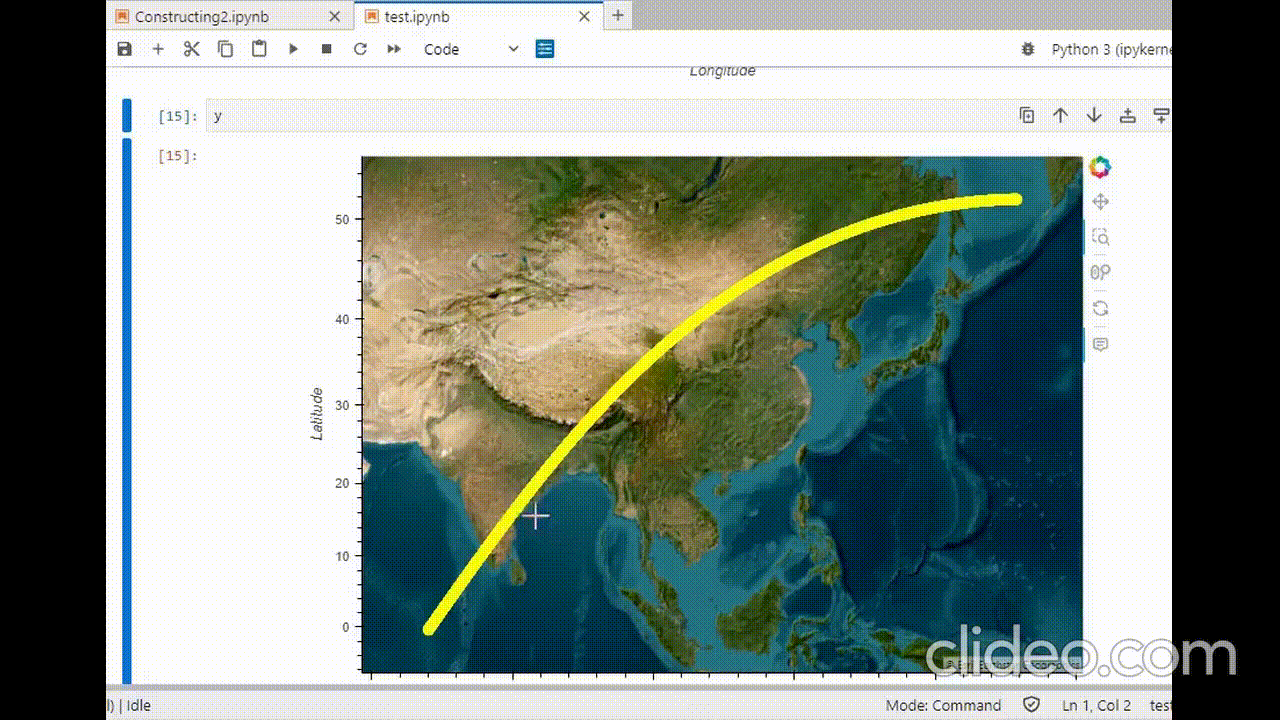 Constructing2.ipynb
test.ipynb
Code
Python 3 (ipykerne
Longitude
[15]:
y
[15]:
50
40
30
20
10
0
Latitude
clideo.com
l) | Idle
Mode: Command
Ln 1, Col 2
test